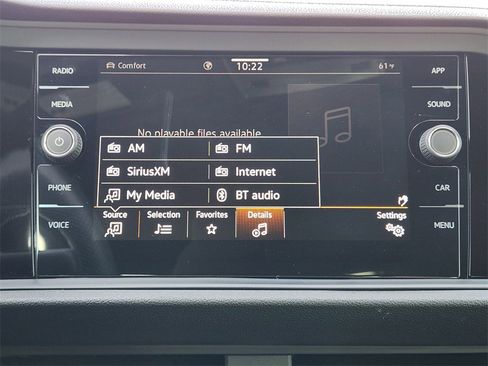 RADIO
MEDIA
PHONE
VOICE
Comfort 10:22 61°F
No playable files available
AM FM
SiriusXM Internet
My Media BT audio
Source Selection Favorites Details Settings
APP
SOUND
CAR
MENU